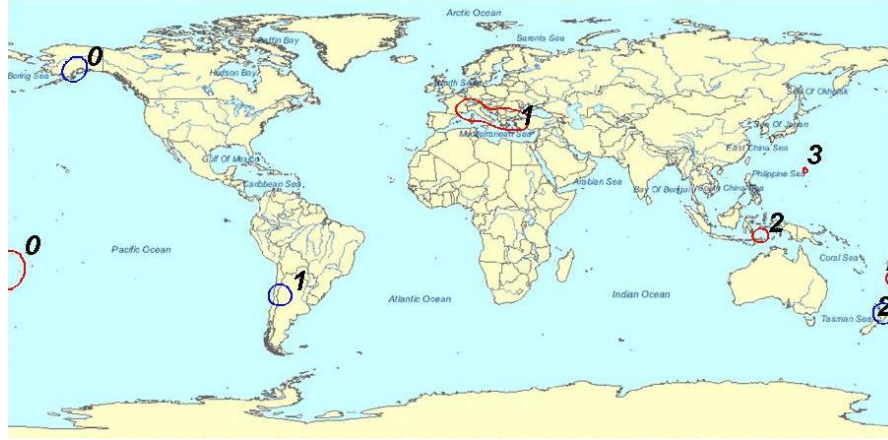 Arctic Ocean
Baffin Bay
Barents Sea
0
Bering Sea
Hudson Bay
North Sea
Sea Of Okhotsk
1
Mediterranean Sea
Sea Of Japan
East China Sea
3
Gulf Of Mexico
Caribbean Sea
Arabian Sea
Bay Of Bengal
South China Sea
Philippine Sea
2
0
Pacific Ocean
Coral Sea
1
Atlantic Ocean
Indian Ocean
Tasman Sea
2